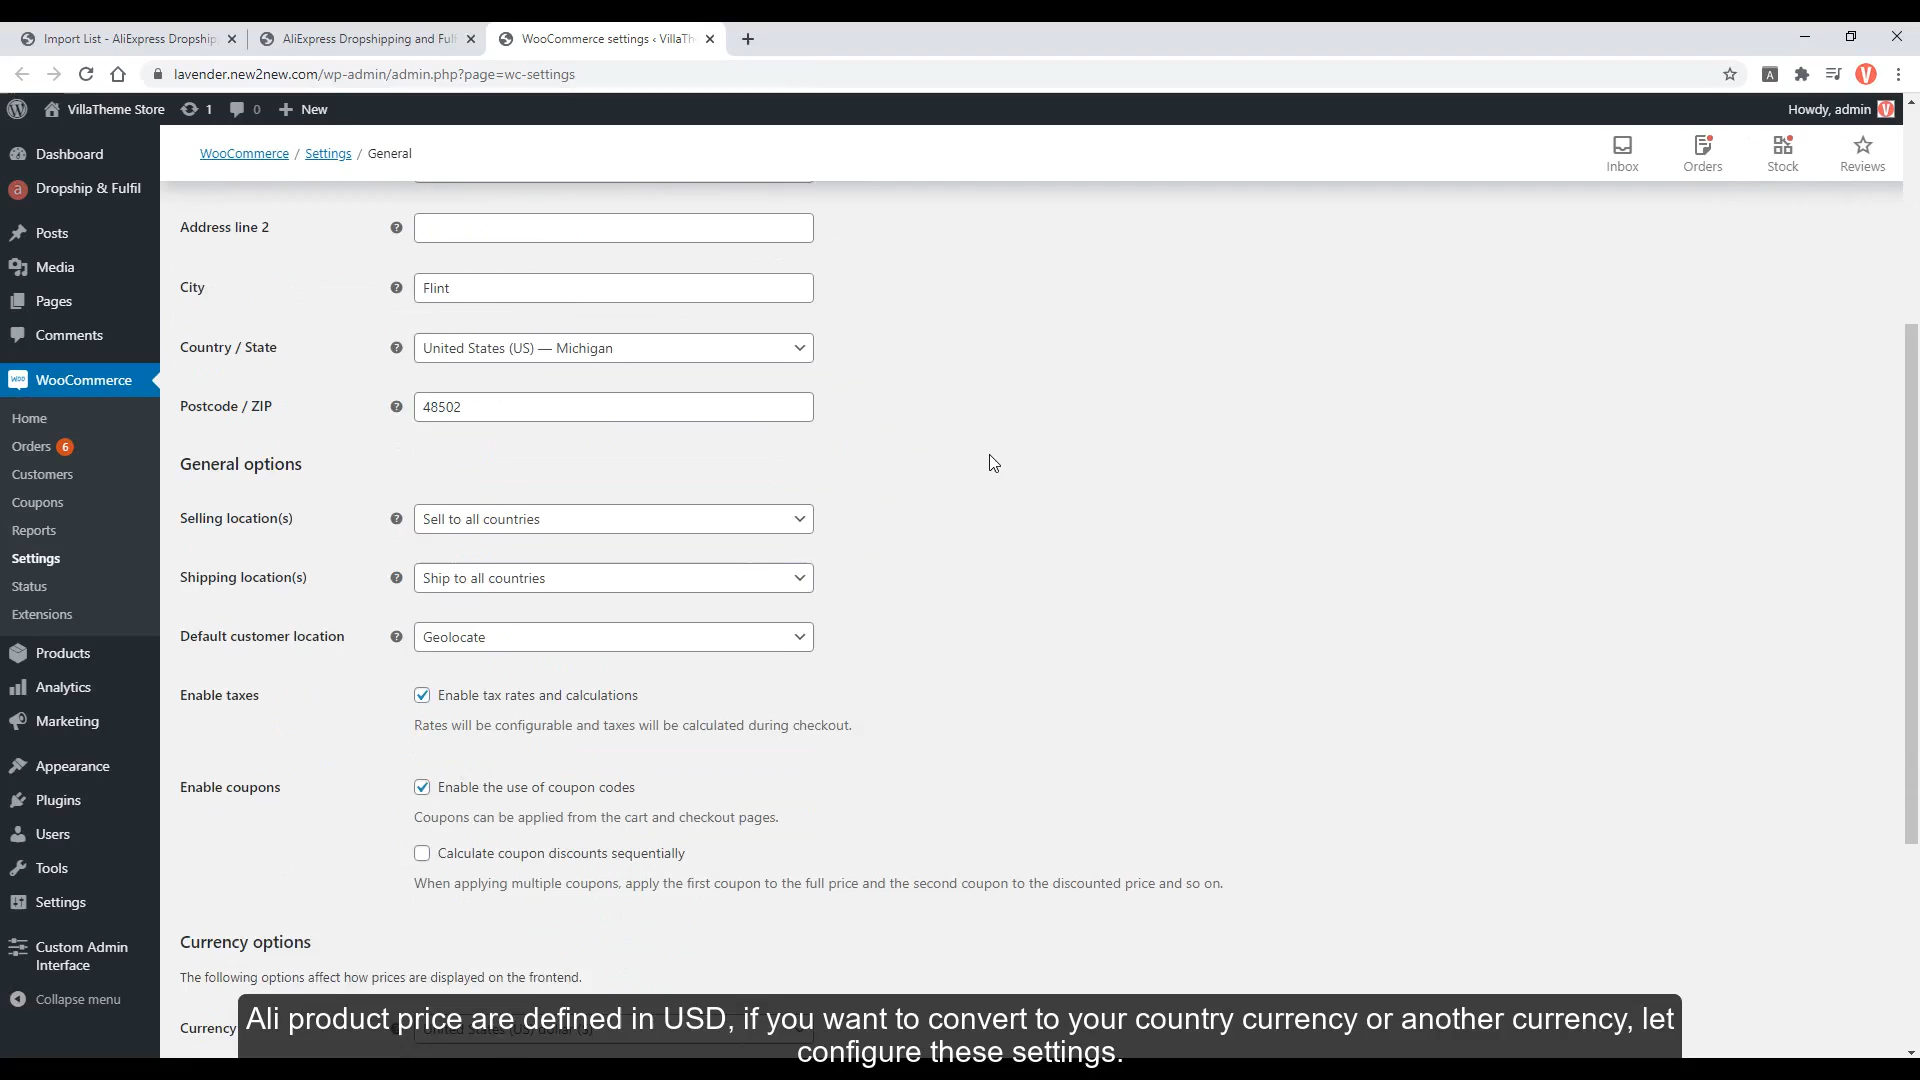 Import List - AliExpress Dropship
AliExpress Dropshipping and Fulf
WooCommerce settings ‹ VillaTh
lavender.new2new.com/wp-admin/admin.php?page=wc-settings
A
V
VillaTheme Store
1
0
New
Howdy, admin
V
Dashboard
a
Dropship & Fulfil
Posts
Media
Pages
Comments
Woo
WooCommerce
Home
Orders 6
Customers
Coupons
Reports
Settings
Status
Extensions
Products
Analytics
Marketing
Appearance
Plugins
Users
Tools
Settings
Custom Admin
Interface
Collapse menu
WooCommerce / Settings / General
Inbox
Orders
Stock
Reviews
Address line 2
City
Flint
Country / State
United States (US) — Michigan
Postcode / ZIP
48502
General options
Selling location(s)
Sell to all countries
Shipping location(s)
Ship to all countries
Default customer location
Geolocate
Enable taxes
Enable tax rates and calculations
Rates will be configurable and taxes will be calculated during checkout.
Enable coupons
Enable the use of coupon codes
Coupons can be applied from the cart and checkout pages.
Calculate coupon discounts sequentially
When applying multiple coupons, apply the first coupon to the full price and the second coupon to the discounted price and so on.
Currency options
The following options affect how prices are displayed on the frontend.
Currency
United States (US) dollar ($)
Ali product price are defined in USD, if you want to convert to your country currency or another currency, let
configure these settings.